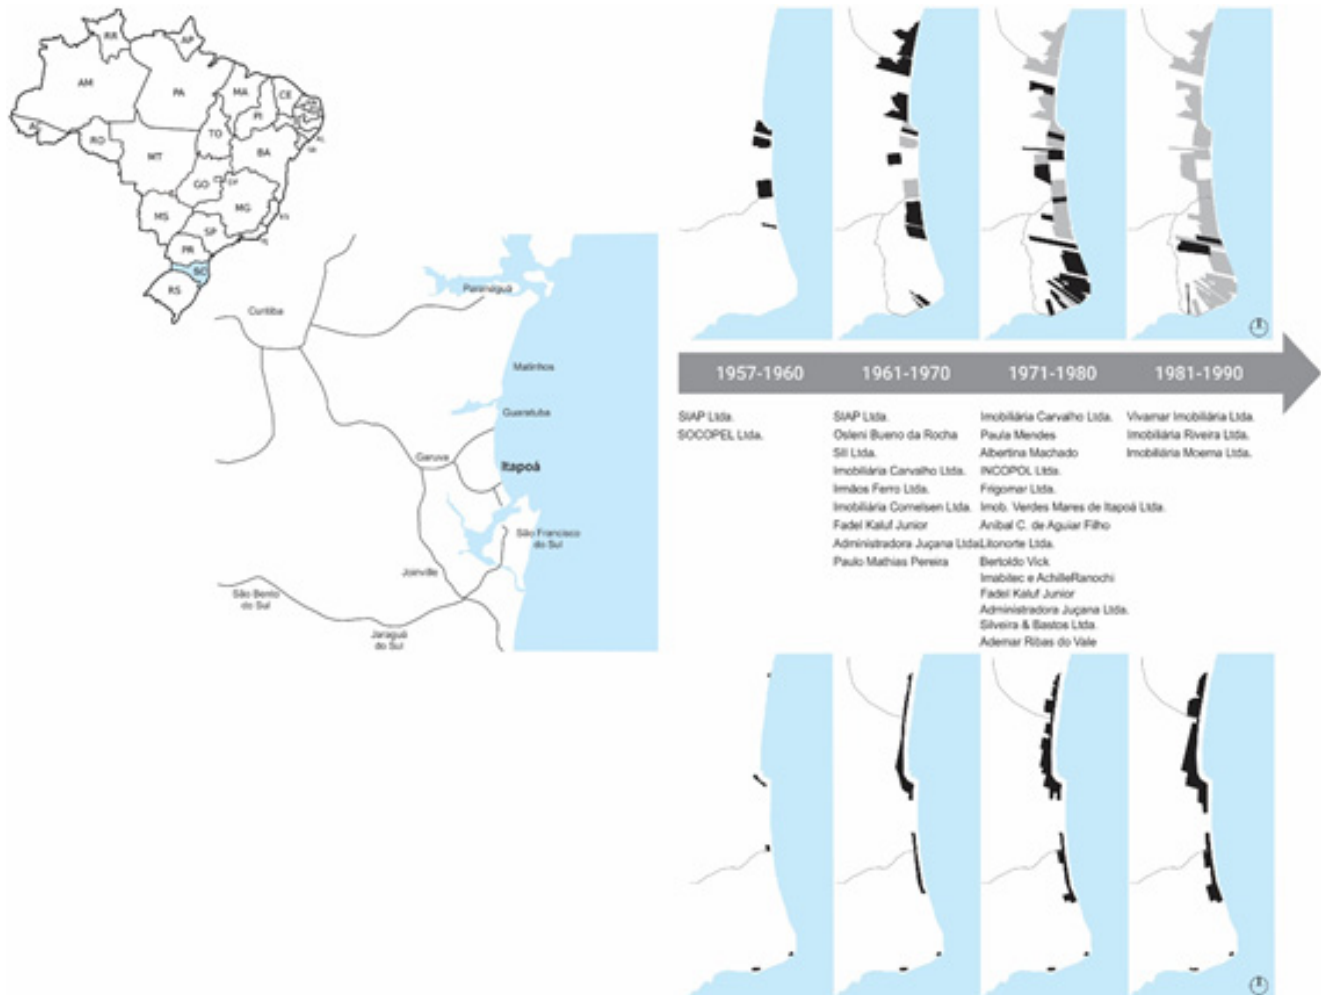 RR
AP
AM
PA
MA
CE
PI
TO
RO
MT
BA
GO
DF
MG
MS
SP
PR
SC
RS
Curitiba
Paranaguá
Matinhos
Guaratuba
Garuva
Itapoá
São Francisco
do Sul
Joinville
São Bento
do Sul
Jaraguá
do Sul
1957-1960
1961-1970
1971-1980
1981-1990
SIAP Ltda.
SOCOPEL Ltda.
SIAP Ltda.
Osleni Bueno da Rocha
Sill Ltda.
Imobiliária Carvalho Ltda.
Irmãos Ferro Ltda.
Imobiliária Cornelsen Ltda.
Fadel Kaluf Junior
Administradora Juçana Ltda
Paulo Mathias Pereira
Imobiliária Carvalho Ltda.
Paula Mendes
Albertina Machado
INCOPOL Ltda.
Frigomar Ltda.
Imob. Verdes Mares de Itapoá Ltda.
Anibal C. de Aguiar Filho
Litonorte Ltda.
Bertoldo Vick
Imabitec e AchilleRanochi
Fadel Kaluf Junior
Administradora Juçana Ltda.
Silveira & Bastos Ltda.
Ademar Ribas do Vale
Vivamar Imobiliária Ltda.
Imobiliária Riveira Ltda.
Imobiliária Moema Ltda.